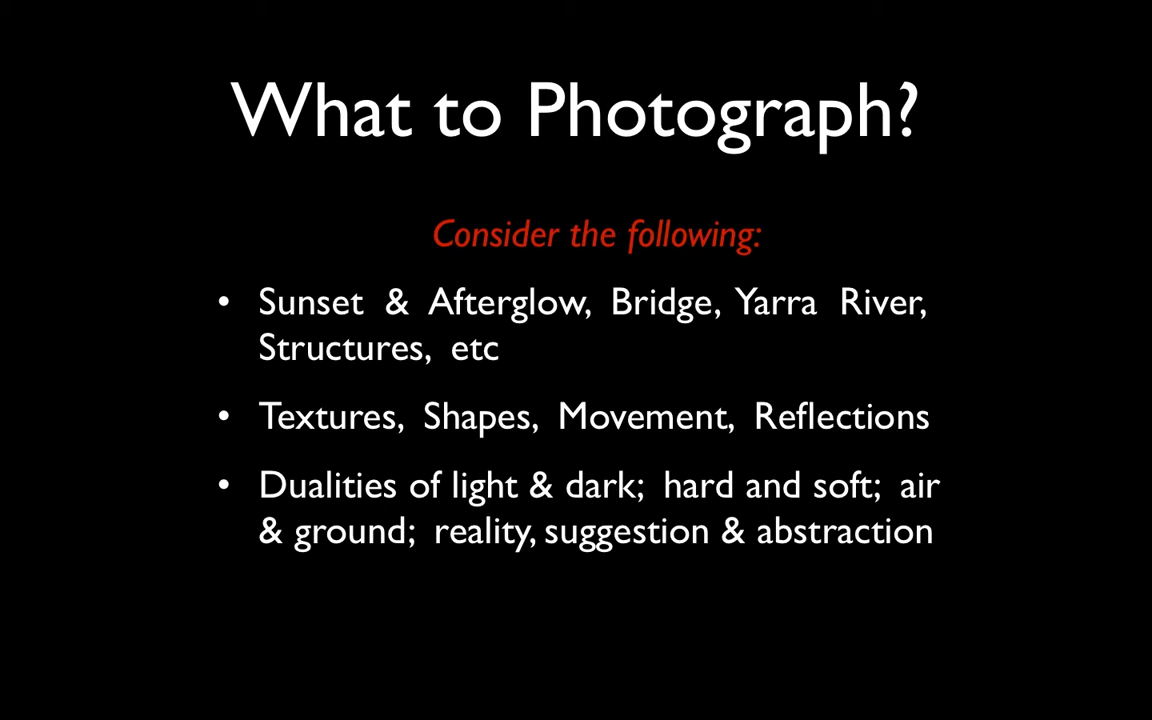 What to Photograph?
Consider the following:
• Sunset & Afterglow, Bridge, Yarra River,
Structures, etc
• Textures, Shapes, Movement, Reflections
• Dualities of light & dark; hard and soft; air
& ground; reality, suggestion & abstraction